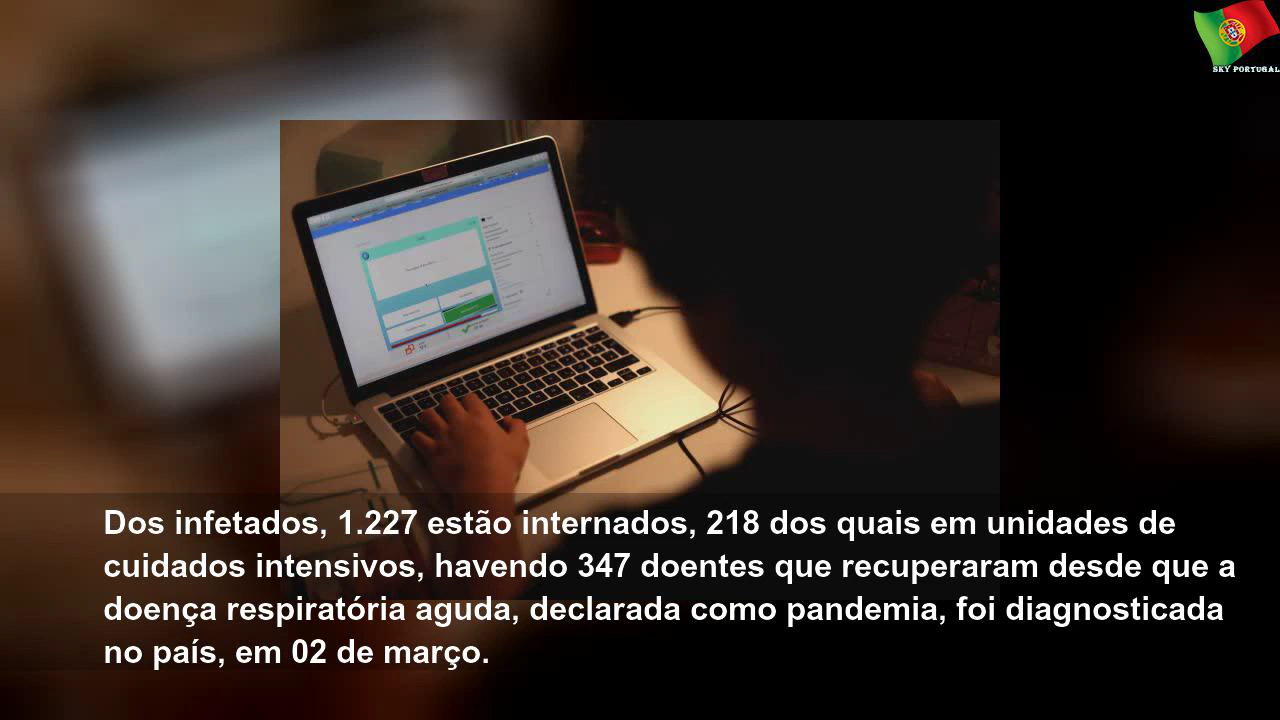 SKY PORTUGAL
Dos infetados, 1.227 estão internados, 218 dos quais em unidades de
cuidados intensivos, havendo 347 doentes que recuperaram desde que a
doença respiratória aguda, declarada como pandemia, foi diagnosticada
no país, em 02 de março.